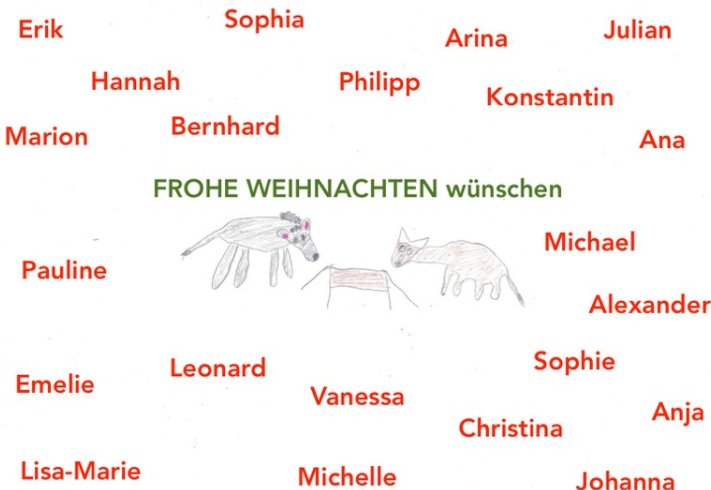 Erik
Sophia
Arina
Julian
Hannah
Philipp
Konstantin
Marion
Bernhard
Ana
FROHE WEIHNACHTEN wünschen
Michael
Pauline
Alexander
Sophie
Leonard
Emelie
Vanessa
Anja
Christina
Lisa-Marie
Michelle
Johanna